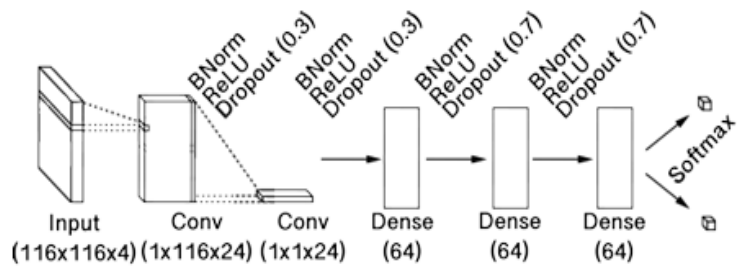 BNorm
ReLU
Dropout (0.3)
BNorm
ReLU
Dropout (0.3)
BNorm
ReLU
Dropout (0.7)
BNorm
ReLU
Dropout (0.7)
Softmax
Input
(116x116x4)
Conv
(1x116x24)
Conv
(1x1x24)
Dense
(64)
Dense
(64)
Dense
(64)